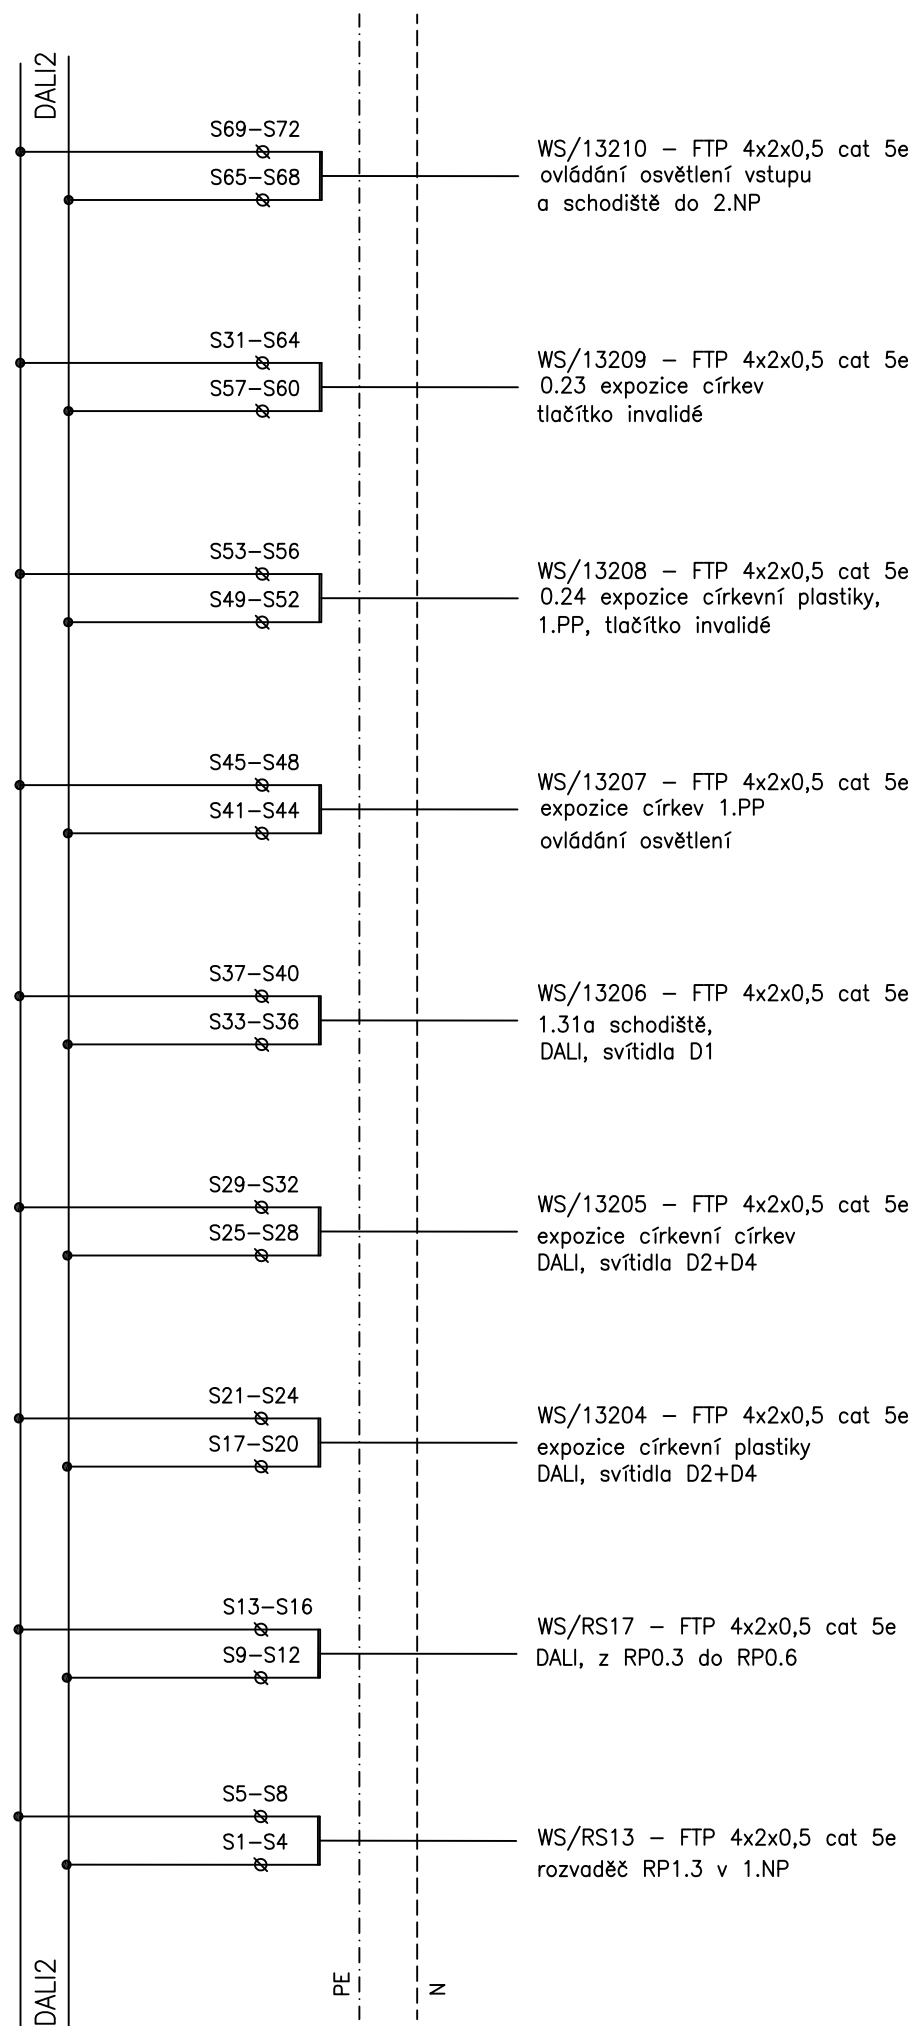 DALI2
S69-S72
S65-S68
WS/13210 - FTP 4x2x0,5 cat 5e
ovládání osvětlení vstupu
a schodiště do 2.NP
S31-S64
S57-S60
WS/13209 - FTP 4x2x0,5 cat 5e
0.23 expozice církev
tlačítko invalidé
S53-S56
S49-S52
WS/13208 - FTP 4x2x0,5 cat 5e
0.24 expozice církevní plastiky,
1.PP, tlačítko invalidé
S45-S48
S41-S44
WS/13207 - FTP 4x2x0,5 cat 5e
expozice církev 1.PP
ovládání osvětlení
S37-S40
S33-S36
WS/13206 - FTP 4x2x0,5 cat 5e
1.31a schodiště,
DALI, svítidla D1
S29-S32
S25-S28
WS/13205 - FTP 4x2x0,5 cat 5e
expozice církevní církev
DALI, svítidla D2+D4
S21-S24
S17-S20
WS/13204 - FTP 4x2x0,5 cat 5e
expozice církevní plastiky
DALI, svítidla D2+D4
S13-S16
S9-S12
WS/RS17 - FTP 4x2x0,5 cat 5e
DALI, z RP0.3 do RP0.6
S5-S8
S1-S4
WS/RS13 - FTP 4x2x0,5 cat 5e
rozvaděč RP1.3 v 1.NP
DALI2
PE
N